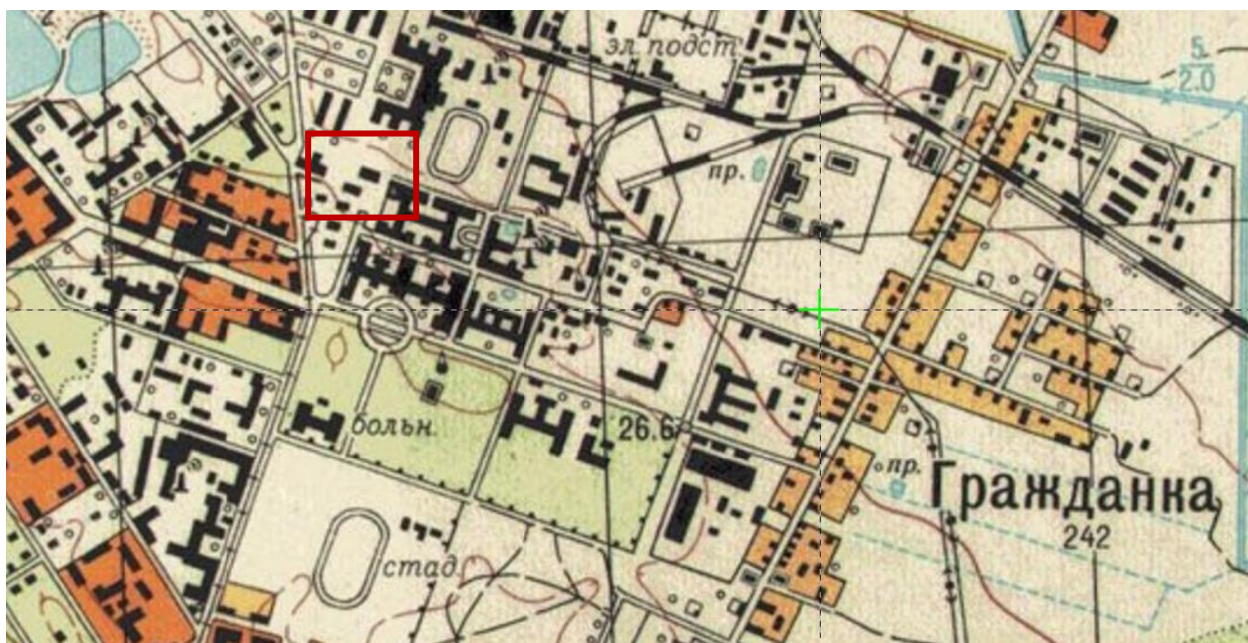 эл.подст.
5
2.0
пр.
больн.
26.6
пр.
Гражданка
242
стад.